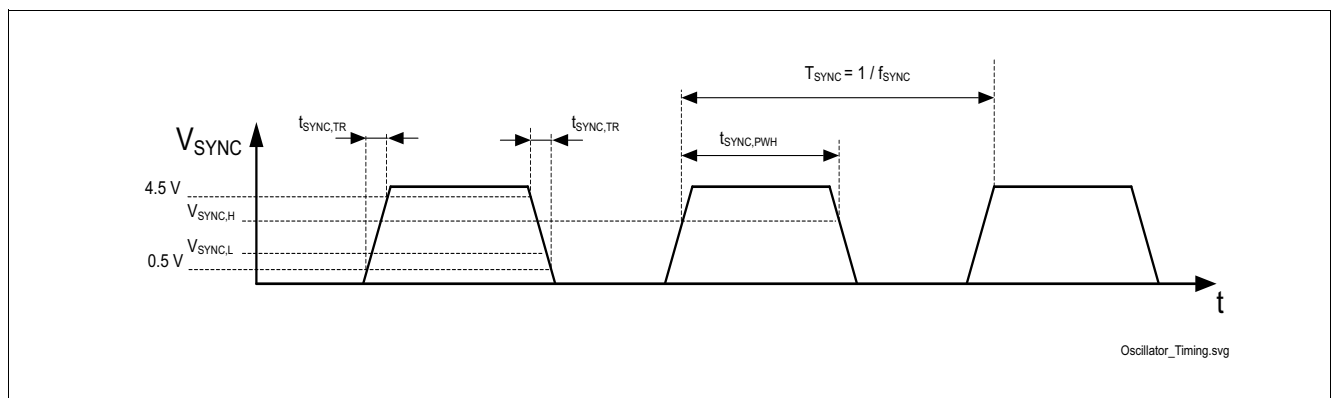 T_SYNC = 1 / f_SYNC
t_SYNC,TR
t_SYNC,TR
t_SYNC,PWH
V_SYNC
4.5 V
V_SYNC,H
V_SYNC,L
0.5 V
t
Oscillator_Timing.svg